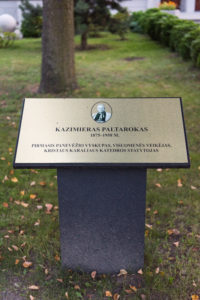 KAZIMIERAS PALTAROKAS
1875–1958 M.
PIRMASIS PANEVĖŽIO VYSKUPAS, VISUOMENĖS VEIKĖJAS,
KRISTAUS KARALIAUS KATEDROS STATYTOJAS